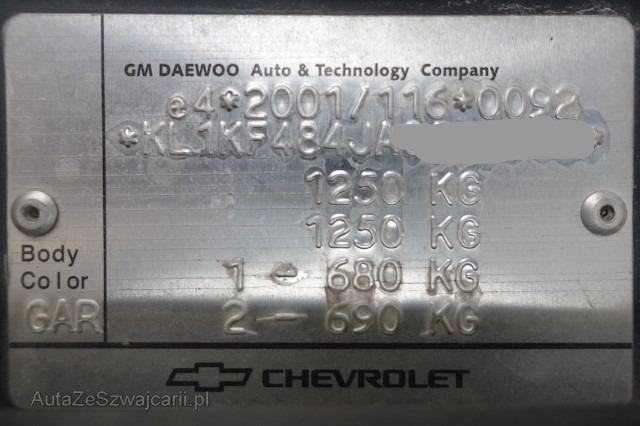 GM DAEWOO Auto & Technology Company
e4*2001/116*0092
*KL1KF484JA
1250 KG
1250 KG
Body
Color
1 - 680 KG
GAR
2 - 690 KG
CHEVROLET
AutaZeSzwajcarii.pl